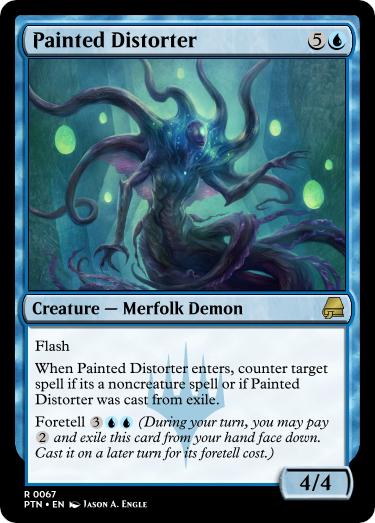 Painted Distorter 5
Creature — Merfolk Demon
Flash
When Painted Distorter enters, counter target
spell if its a noncreature spell or if Painted
Distorter was cast from exile.
Foretell 3 (During your turn, you may pay
2 and exile this card from your hand face down.
Cast it on a later turn for its foretell cost.)
4/4
R 0067
PTN • EN Jason A. Engle